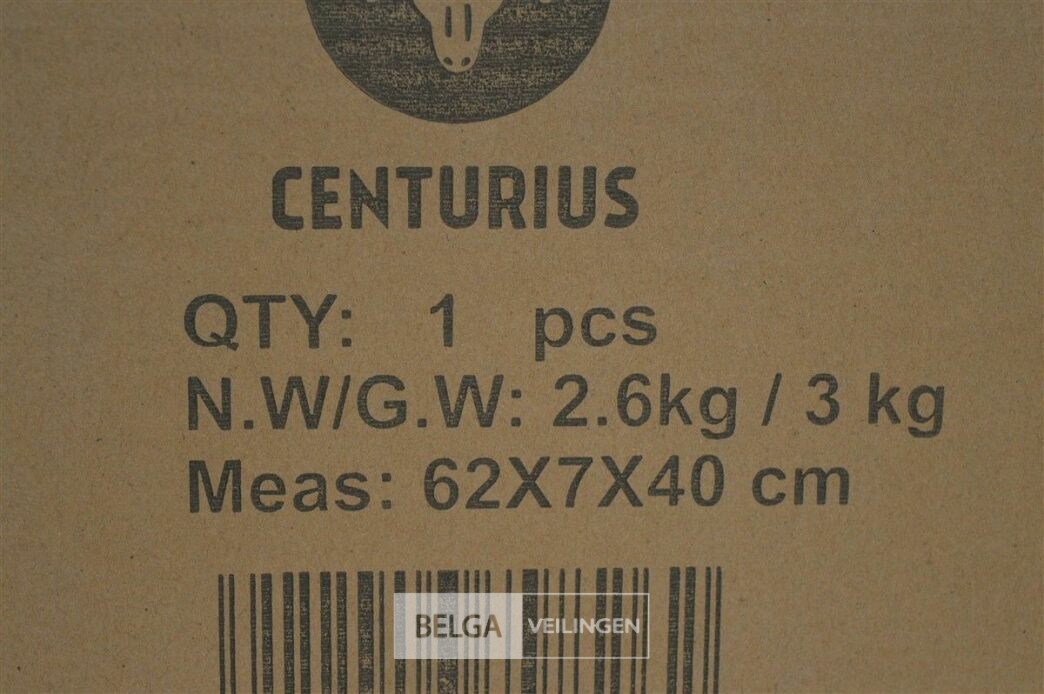 CENTURIUS
QTY: 1 pcs
N.W/G.W: 2.6kg / 3 kg
Meas: 62X7X40 cm
BELGA VEILINGEN